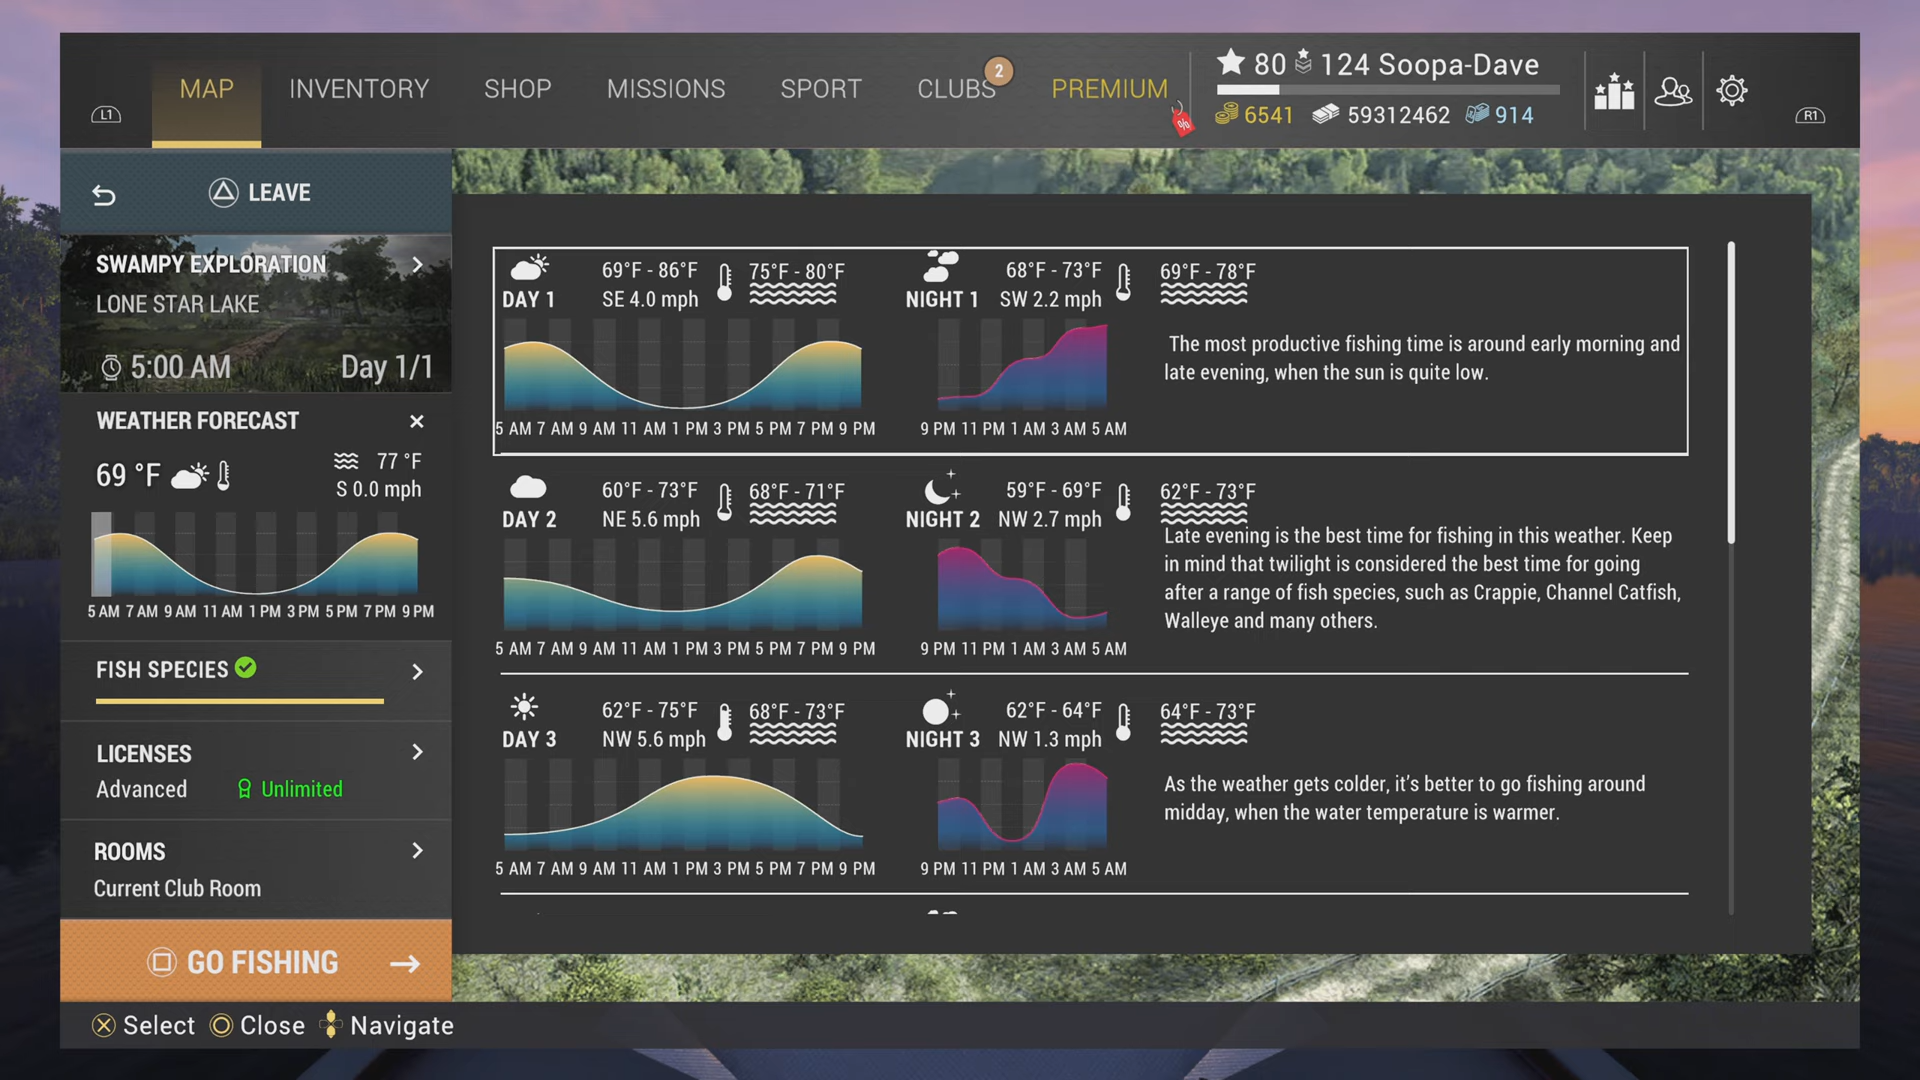 L1
MAP
INVENTORY
SHOP
MISSIONS
SPORT
CLUBS
2
PREMIUM
%
80 124 Soopa-Dave
6541 59312462 914
R1
LEAVE
SWAMPY EXPLORATION
LONE STAR LAKE
5:00 AM Day 1/1
WEATHER FORECAST
69 °F
77 °F
S 0.0 mph
5 AM 7 AM 9 AM 11 AM 1 PM 3 PM 5 PM 7 PM 9 PM
FISH SPECIES
LICENSES
Advanced Unlimited
ROOMS
Current Club Room
GO FISHING
DAY 1
69°F - 86°F
SE 4.0 mph
75°F - 80°F
5 AM 7 AM 9 AM 11 AM 1 PM 3 PM 5 PM 7 PM 9 PM
NIGHT 1
68°F - 73°F
SW 2.2 mph
69°F - 78°F
9 PM 11 PM 1 AM 3 AM 5 AM
The most productive fishing time is around early morning and
late evening, when the sun is quite low.
DAY 2
60°F - 73°F
NE 5.6 mph
68°F - 71°F
5 AM 7 AM 9 AM 11 AM 1 PM 3 PM 5 PM 7 PM 9 PM
NIGHT 2
59°F - 69°F
NW 2.7 mph
62°F - 73°F
9 PM 11 PM 1 AM 3 AM 5 AM
Late evening is the best time for fishing in this weather. Keep
in mind that twilight is considered the best time for going
after a range of fish species, such as Crappie, Channel Catfish,
Walleye and many others.
DAY 3
62°F - 75°F
NW 5.6 mph
68°F - 73°F
5 AM 7 AM 9 AM 11 AM 1 PM 3 PM 5 PM 7 PM 9 PM
NIGHT 3
62°F - 64°F
NW 1.3 mph
64°F - 73°F
9 PM 11 PM 1 AM 3 AM 5 AM
As the weather gets colder, it's better to go fishing around
midday, when the water temperature is warmer.
Select Close Navigate